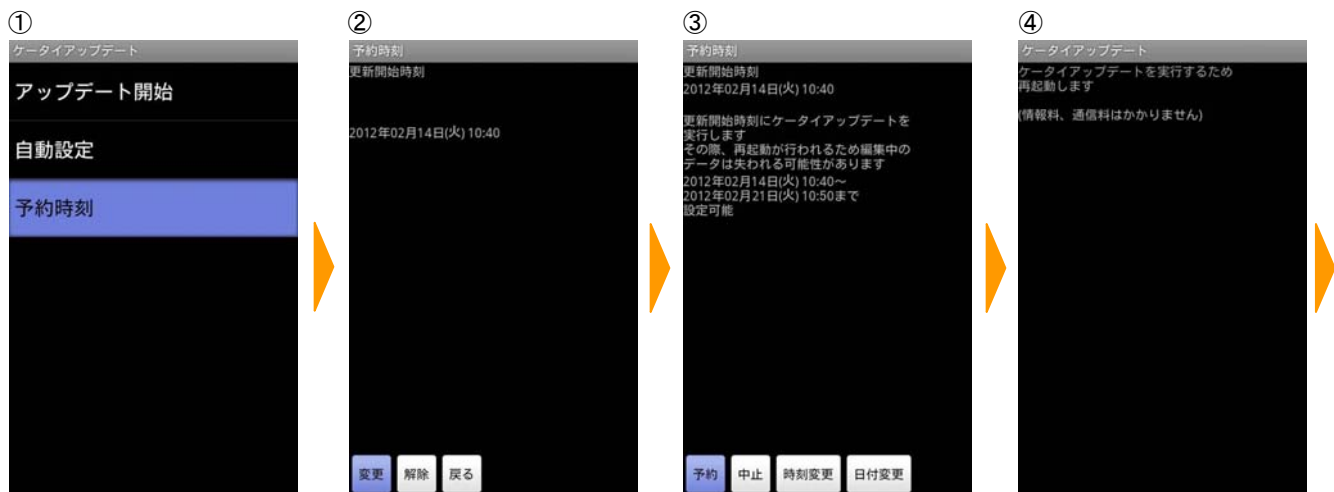 ①
ケータイアップデート
アップデート開始
自動設定
予約時刻
②
予約時刻
更新開始時刻
2012年02月14日(火) 10:40
変更
解除
戻る
③
予約時刻
更新開始時刻
2012年02月14日(火) 10:40
更新開始時刻にケータイアップデートを
実行します
その際、再起動が行われるため編集中の
データは失われる可能性があります
2012年02月14日(火) 10:40～
2012年02月21日(火) 10:50まで
設定可能
予約
中止
時刻変更
日付変更
④
ケータイアップデート
ケータイアップデートを実行するため
再起動します
(情報料、通信料はかかりません)